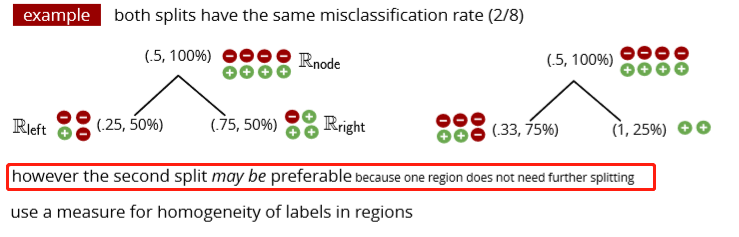 example both splits have the same misclassification rate (2/8)
(.5, 100%) ℝnode
(.5, 100%)
ℝleft (.25, 50%) (.75, 50%) ℝright
(.33, 75%) (1, 25%)
however the second split may be preferable because one region does not need further splitting
use a measure for homogeneity of labels in regions